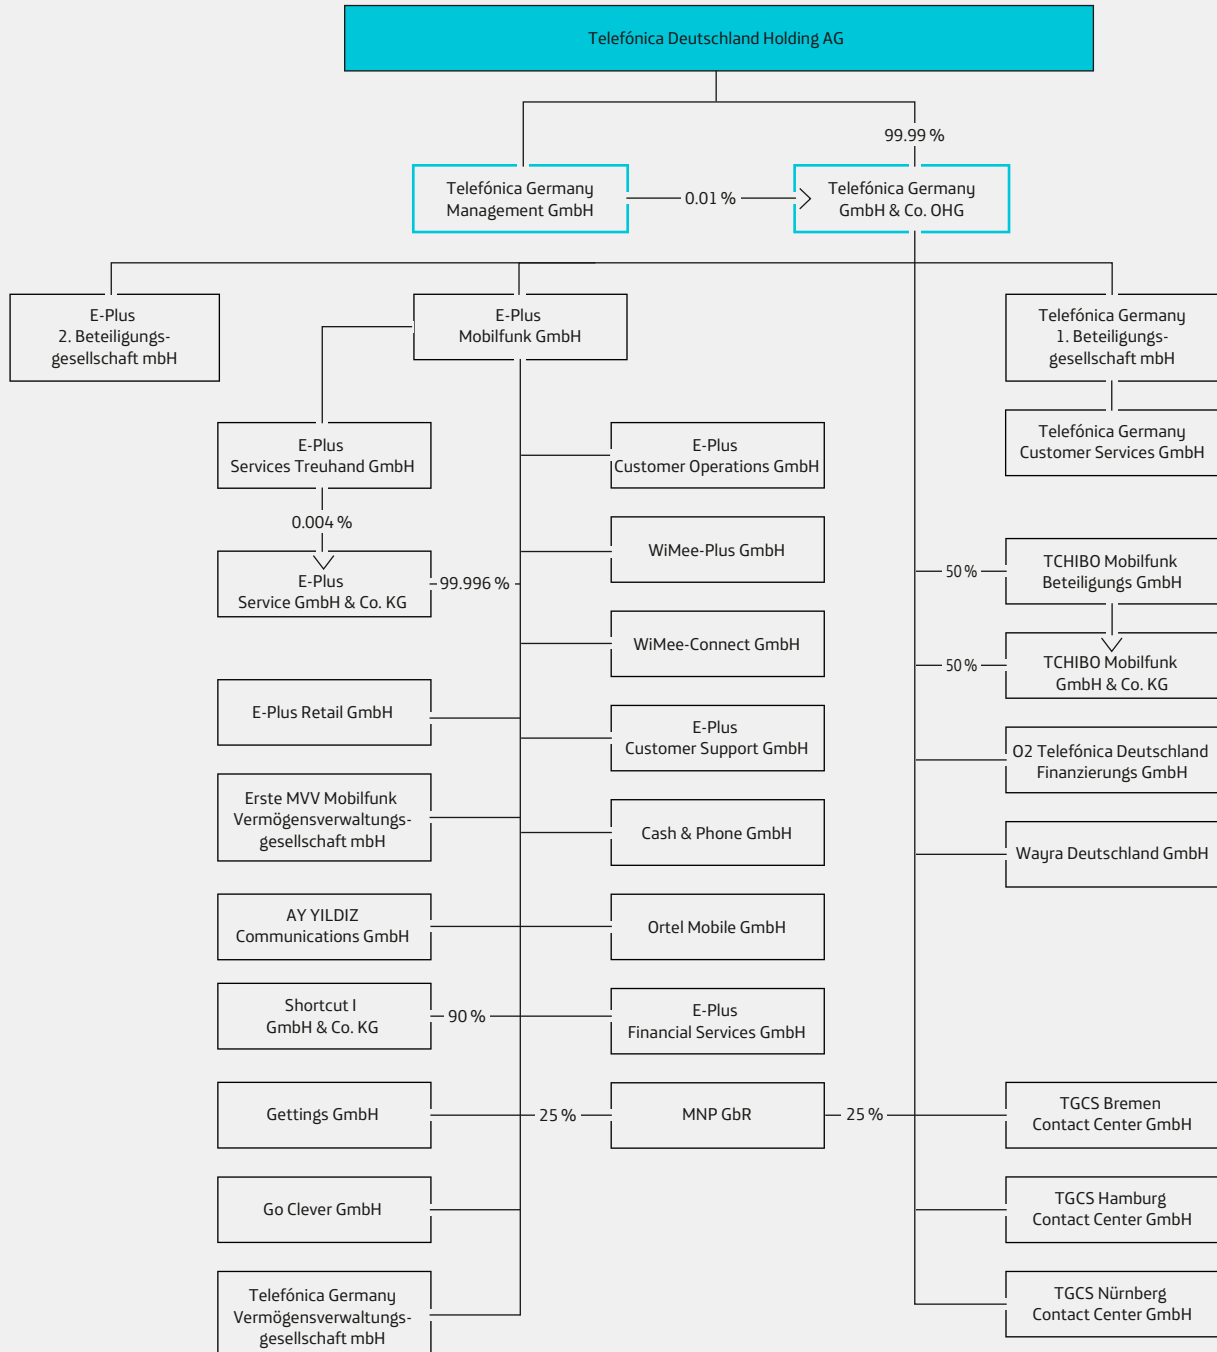 Telefónica Deutschland Holding AG
99.99 %
Telefónica Germany
Management GmbH
0.01 %
Telefónica Germany
GmbH & Co. OHG
E-Plus
2. Beteiligungs-
gesellschaft mbH
E-Plus
Mobilfunk GmbH
Telefónica Germany
1. Beteiligungs-
gesellschaft mbH
E-Plus
Services Treuhand GmbH
E-Plus
Customer Operations GmbH
Telefónica Germany
Customer Services GmbH
0.004 %
E-Plus
Service GmbH & Co. KG
99.996 %
WiMee-Plus GmbH
50 %
TCHIBO Mobilfunk
Beteiligungs GmbH
WiMee-Connect GmbH
50 %
TCHIBO Mobilfunk
GmbH & Co. KG
E-Plus Retail GmbH
E-Plus
Customer Support GmbH
O2 Telefónica Deutschland
Finanzierungs GmbH
Erste MVV Mobilfunk
Vermögensverwaltungs-
gesellschaft mbH
Cash & Phone GmbH
Wayra Deutschland GmbH
AY YILDIZ
Communications GmbH
Ortel Mobile GmbH
Shortcut I
GmbH & Co. KG
90 %
E-Plus
Financial Services GmbH
Gettings GmbH
25 %
MNP GbR
25 %
TGCS Bremen
Contact Center GmbH
Go Clever GmbH
TGCS Hamburg
Contact Center GmbH
Telefónica Germany
Vermögensverwaltungs-
gesellschaft mbH
TGCS Nürnberg
Contact Center GmbH